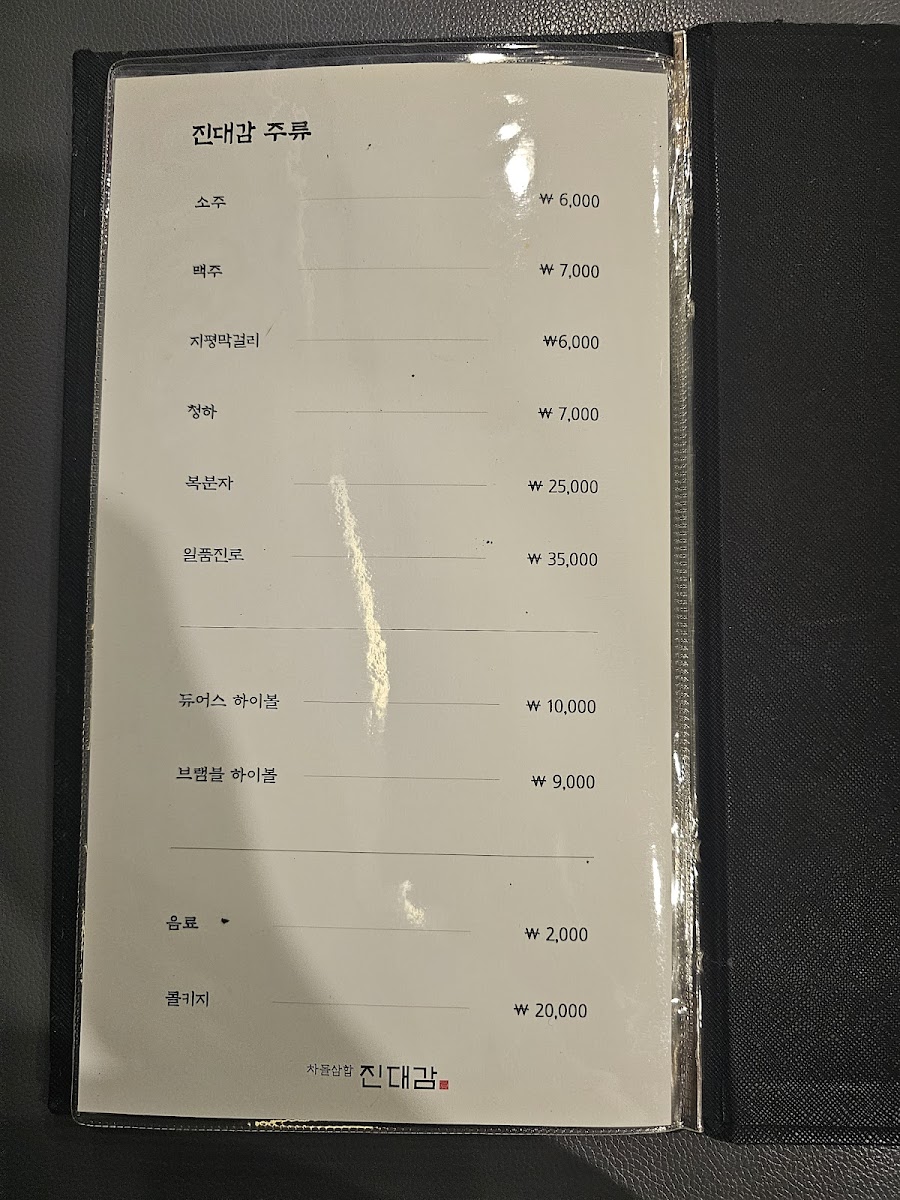 진대감 주류
소주 ₩ 6,000
맥주 ₩ 7,000
지평막걸리 ₩6,000
청하 ₩ 7,000
복분자 ₩ 25,000
일품진로 ₩ 35,000
듀어스 하이볼 ₩ 10,000
브램블 하이볼 ₩ 9,000
음료 ₩ 2,000
콜키지 ₩ 20,000
차돌삼합 진대감